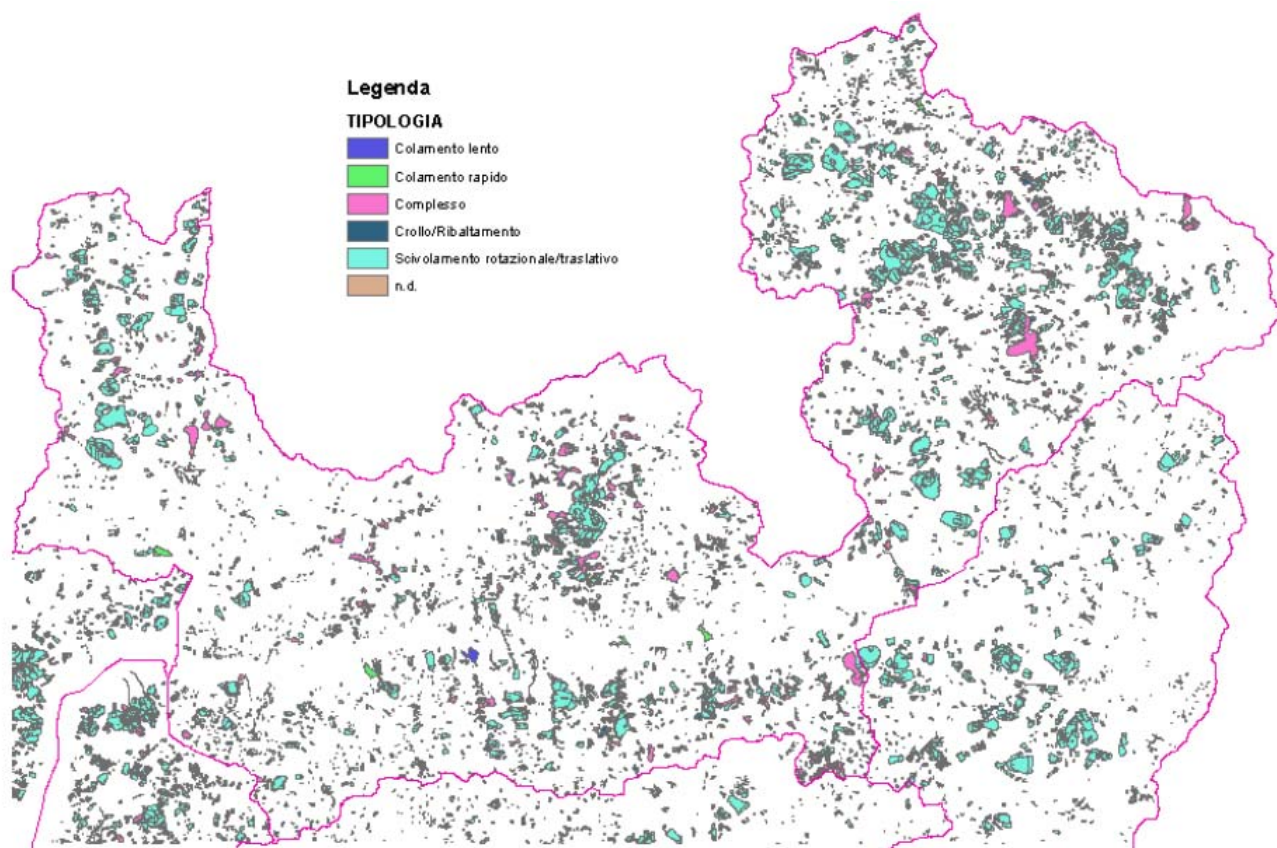 Legenda
TIPOLOGIA
Colamento lento
Colamento rapido
Complesso
Crollo/Ribaltamento
Scivolamento rotazionale/traslativo
n.d.